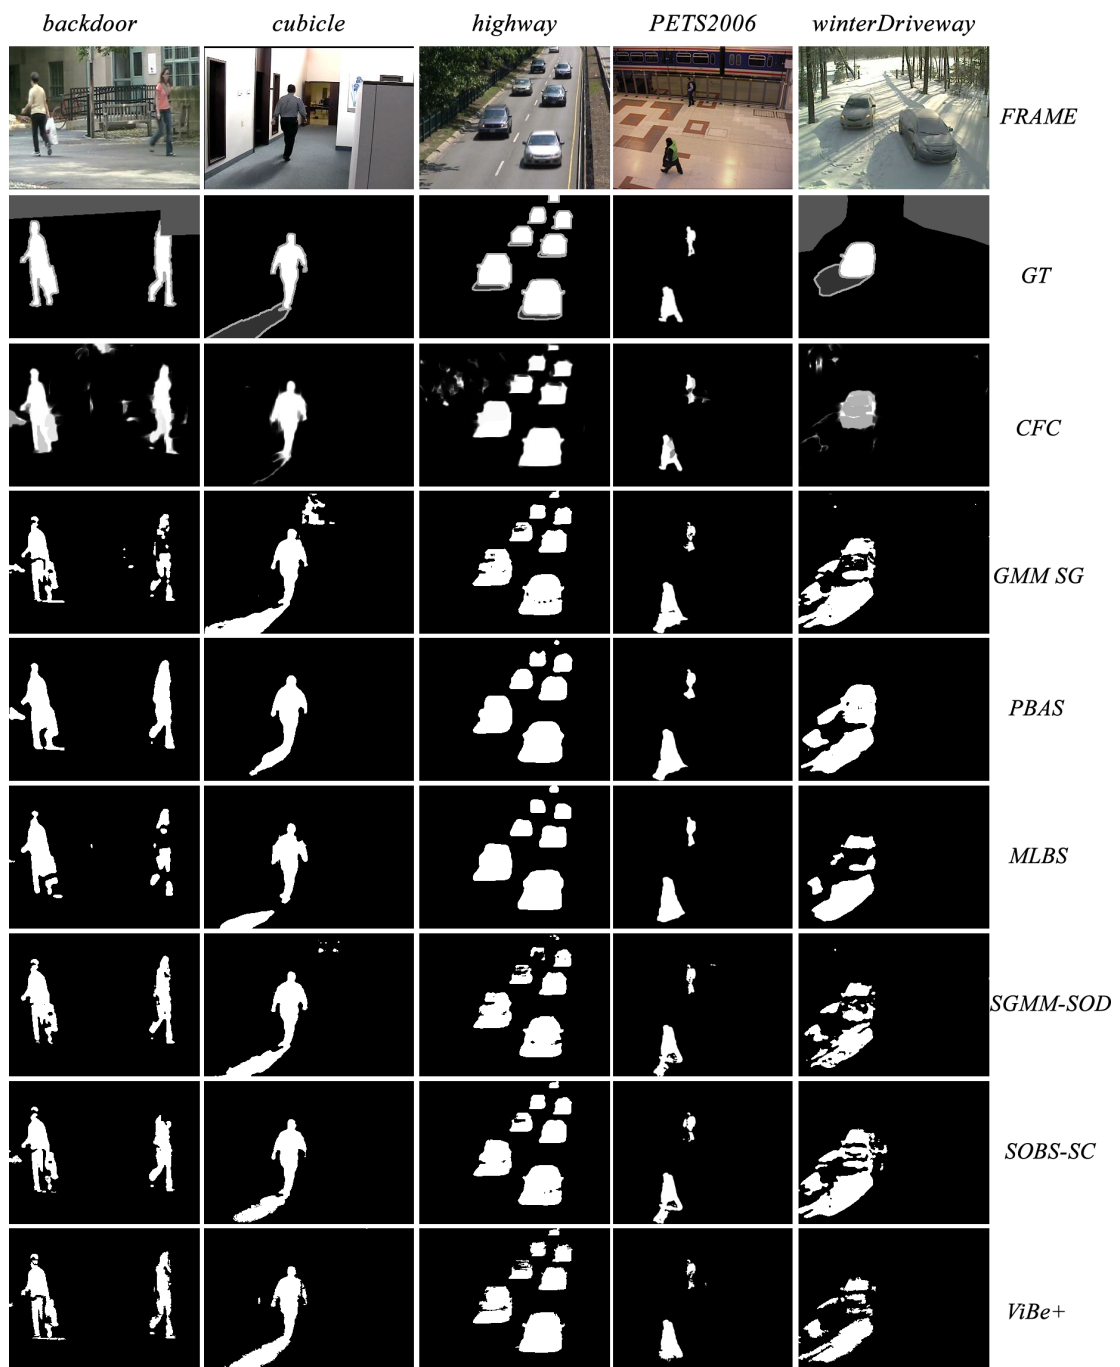 backdoor cubicle highway PETS2006 winterDriveway
FRAME
GT
CFC
GMM SG
PBAS
MLBS
SGMM-SOD
SOBS-SC
ViBe+